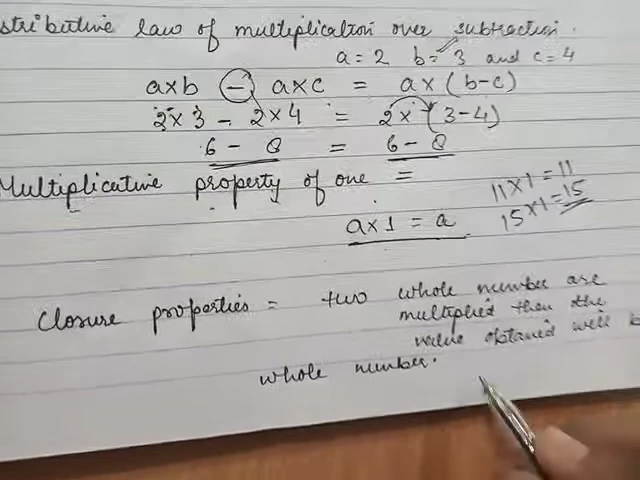 stributive law of multiplication over subtraction.
a = 2 b = 3 and c = 4
a×b - a×c = a×(b-c)
2×3 - 2×4 = 2×(3-4)
6 - 8 = 6 - 8
Multiplicative property of one =
11×1 = 11
15×1 = 15
a×1 = a
Closure properties = two whole number are
multiplied then the
value obtained will b
whole number.